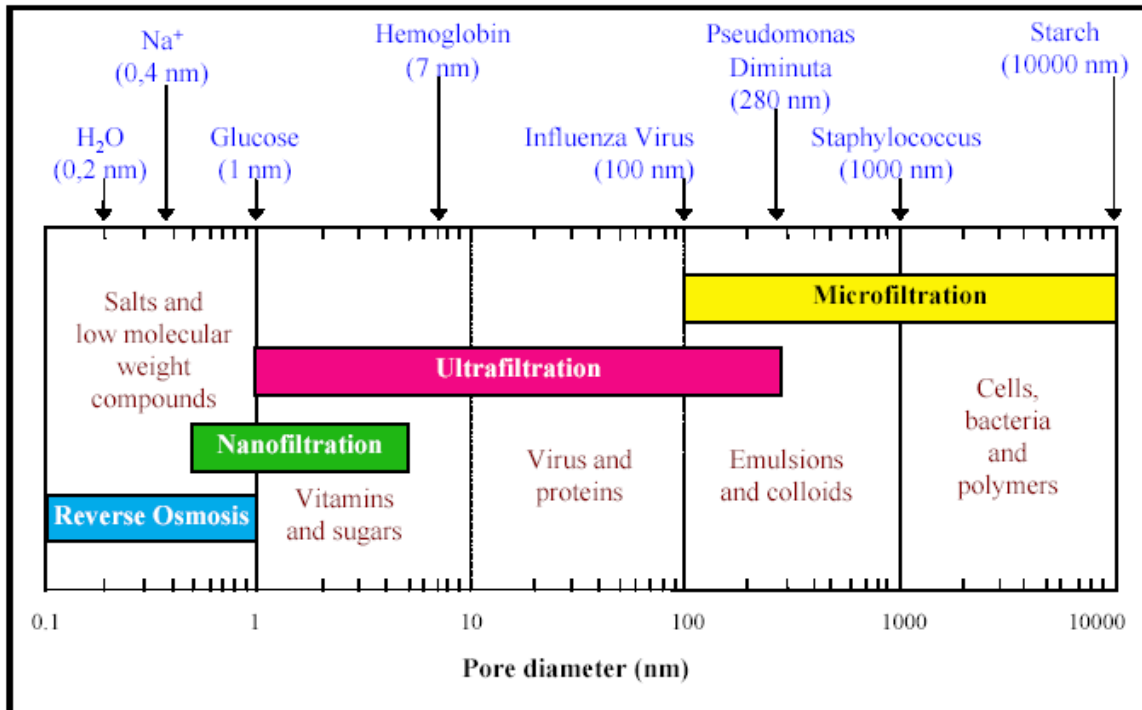 Na⁺
(0,4 nm)
Hemoglobin
(7 nm)
Pseudomonas
Diminuta
(280 nm)
Starch
(10000 nm)
H₂O
(0,2 nm)
Glucose
(1 nm)
Influenza Virus
(100 nm)
Staphylococcus
(1000 nm)
Microfiltration
Salts and
low molecular
weight
compounds
Ultrafiltration
Cells,
bacteria
and
polymers
Nanofiltration
Virus and
proteins
Emulsions
and colloids
Vitamins
and sugars
Reverse Osmosis
0.1 1 10 100 1000 10000
Pore diameter (nm)